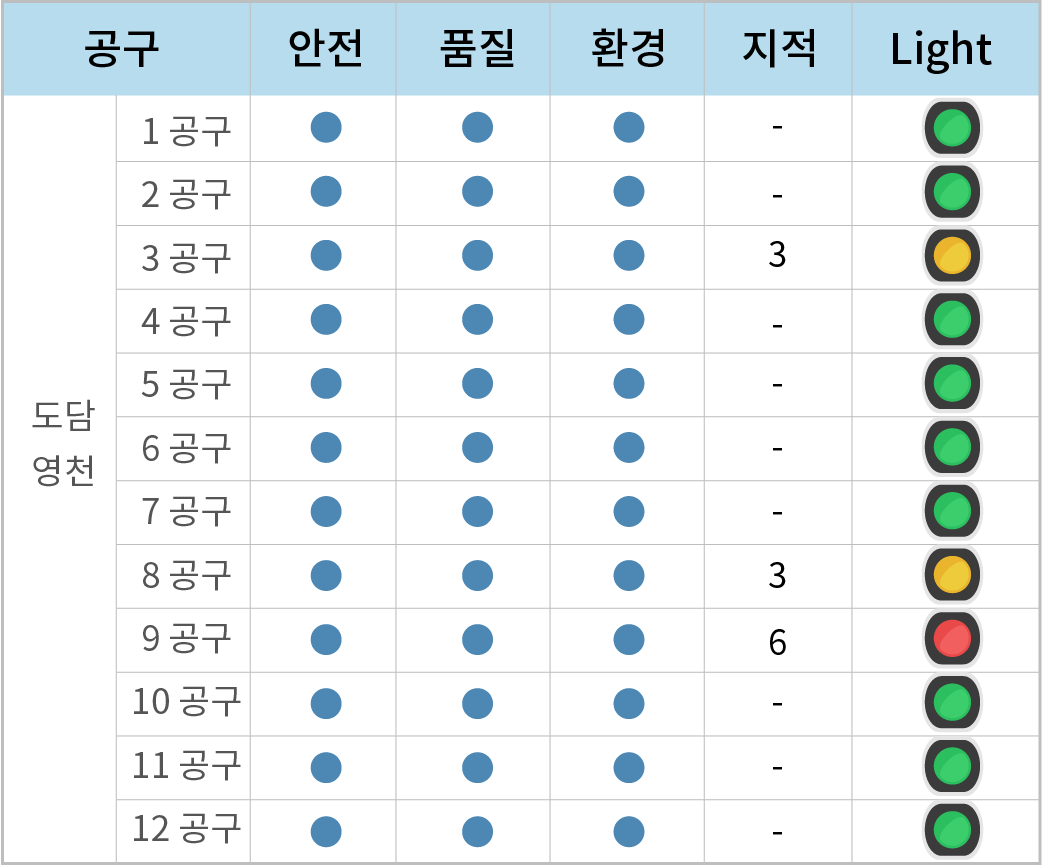 공구 안전 품질 환경 지적 Light
도담
영천
1 공구 -
2 공구 -
3 공구 3
4 공구 -
5 공구 -
6 공구 -
7 공구 -
8 공구 3
9 공구 6
10 공구 -
11 공구 -
12 공구 -